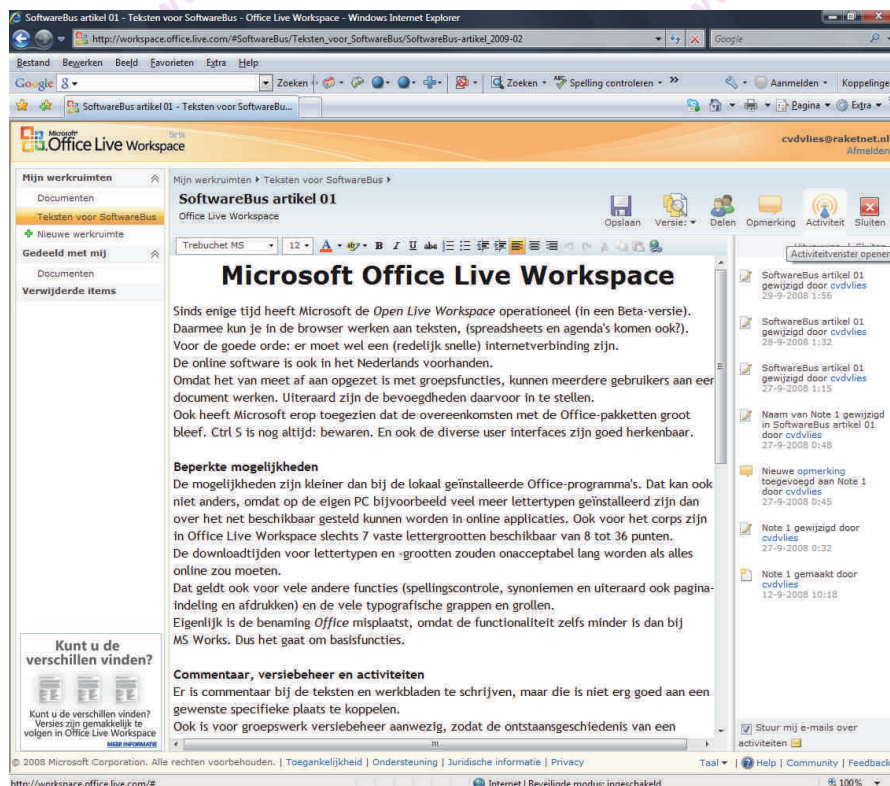 SoftwareBus artikel 01 - Teksten voor SoftwareBus - Office Live Workspace - Windows Internet Explorer
http://workspace.office.live.com/#SoftwareBus/Teksten_voor_SoftwareBus/SoftwareBus-artikel_2009-02
Google
Bestand Bewerken Beeld Favorieten Extra Help
Google Zoeken Zoeken Spelling controleren Aanmelden Koppelinge
SoftwareBus artikel 01 - Teksten voor SoftwareBu... Pagina Extra
Microsoft Office Live Workspace Beta
cvdvlies@raketnet.nl
Afmelden
Mijn werkruimten
Documenten
Teksten voor SoftwareBus
Nieuwe werkruimte
Gedeeld met mij
Documenten
Verwijderde items
Mijn werkruimten Teksten voor SoftwareBus
SoftwareBus artikel 01
Office Live Workspace
Opslaan Versie: Delen Opmerking Activiteit Sluiten
Trebuchet MS 12
Activiteitvenster openen
Microsoft Office Live Workspace
Sinds enige tijd heeft Microsoft de Open Live Workspace operationeel (in een Beta-versie).
Daarmee kun je in de browser werken aan teksten, (spreadsheets en agenda's komen ook?).
Voor de goede orde: er moet wel een (redelijk snelle) internetverbinding zijn.
De online software is ook in het Nederlands voorhanden.
Omdat het van meet af aan opgezet is met groepsfuncties, kunnen meerdere gebruikers aan een
document werken. Uiteraard zijn de bevoegdheden daarvoor in te stellen.
Ook heeft Microsoft erop toegezien dat de overeenkomsten met de Office-pakketten groot
bleef. Ctrl S is nog altijd: bewaren. En ook de diverse user interfaces zijn goed herkenbaar.
Beperkte mogelijkheden
De mogelijkheden zijn kleiner dan bij de lokaal geïnstalleerde Office-programma's. Dat kan ook
niet anders, omdat op de eigen PC bijvoorbeeld veel meer lettertypen geïnstalleerd zijn dan
over het net beschikbaar gesteld kunnen worden in online applicaties. Ook voor het corps zijn
in Office Live Workspace slechts 7 vaste lettergrootten beschikbaar van 8 tot 36 punten.
De downloadtijden voor lettertypen en -grootten zouden onacceptabel lang worden als alles
online zou moeten.
Dat geldt ook voor vele andere functies (spellingscontrole, synoniemen en uiteraard ook pagina-
indeling en afdrukken) en de vele typografische grappen en grollen.
Eigenlijk is de benaming Office misplaatst, omdat de functionaliteit zelfs minder is dan bij
MS Works. Dus het gaat om basisfuncties.
Commentaar, versiebeheer en activiteiten
Er is commentaar bij de teksten en werkbladen te schrijven, maar die is niet erg goed aan een
gewenste specifieke plaats te koppelen.
Ook is voor groepswerk versiebeheer aanwezig, zodat de ontstaansgeschiedenis van een
SoftwareBus artikel 01
gewijzigd door cvdvlies
29-9-2008 1:56
SoftwareBus artikel 01
gewijzigd door cvdvlies
28-9-2008 1:32
SoftwareBus artikel 01
gewijzigd door cvdvlies
27-9-2008 1:15
Naam van Note 1 gewijzigd
in SoftwareBus artikel 01
door cvdvlies
27-9-2008 0:48
Nieuwe opmerking
toegevoegd aan Note 1
door cvdvlies
27-9-2008 0:45
Note 1 gewijzigd door
cvdvlies
27-9-2008 0:32
Note 1 gemaakt door
cvdvlies
12-9-2008 10:18
Stuur mij e-mails over
activiteiten
Kunt u de
verschillen vinden?
Kunt u de verschillen vinden?
Versies zijn gemakkelijk te
volgen in Office Live Workspace
MEER INFORMATIE
© 2008 Microsoft Corporation. Alle rechten voorbehouden. | Toegankelijkheid | Ondersteuning | Juridische informatie | Privacy
Taal | Help | Community | Feedback
http://workspace.office.live.com/#
Internet | Beveiligde modus: ingeschakeld
100%